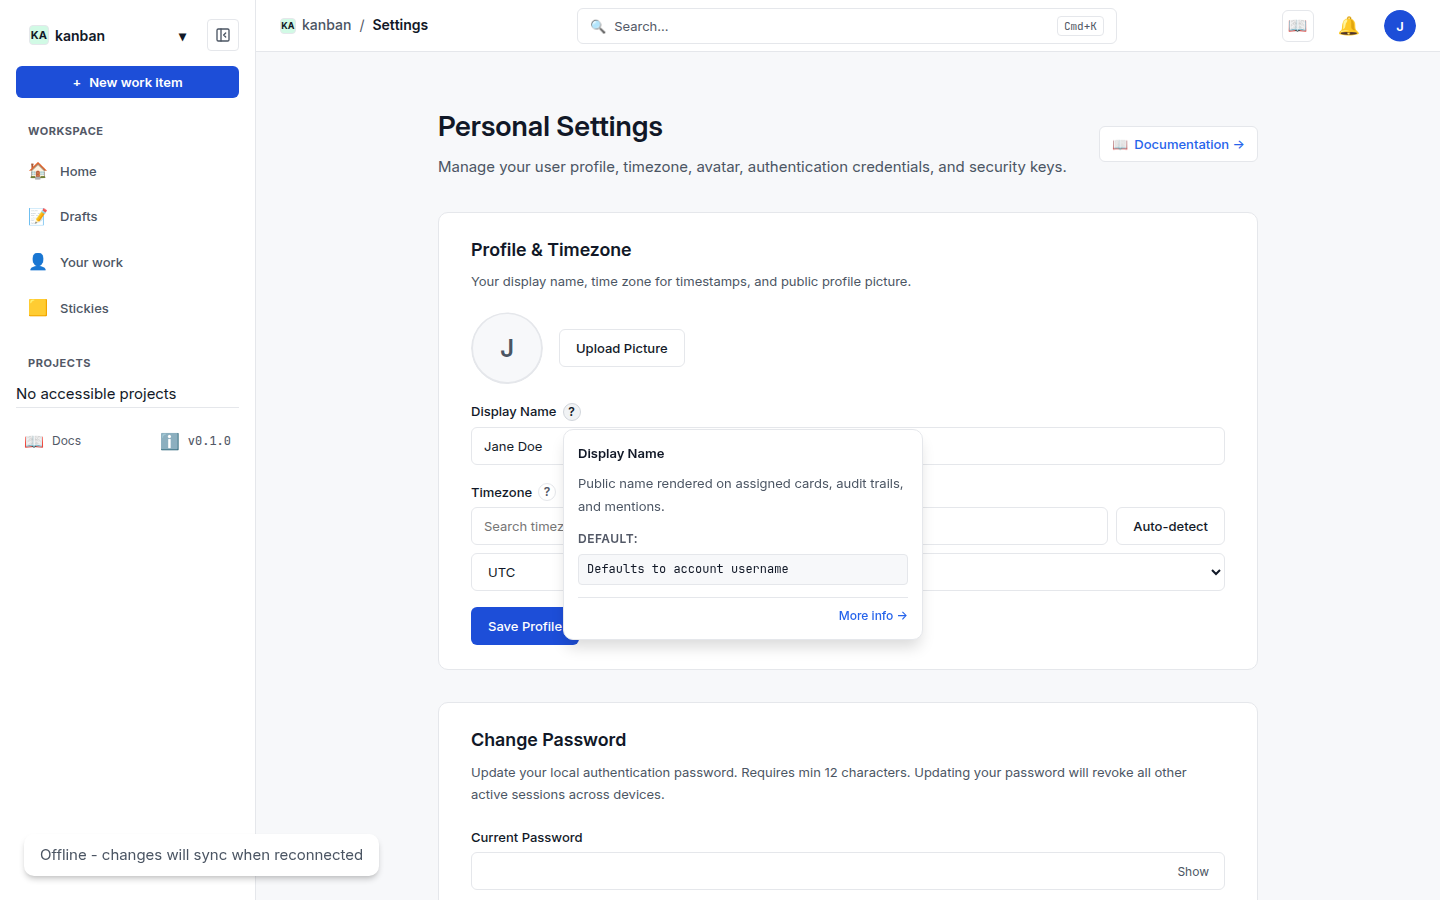 KA kanban ▼
+ New work item
WORKSPACE
Home
Drafts
Your work
Stickies
PROJECTS
No accessible projects
Docs
v0.1.0
KA kanban / Settings
Search...
Cmd+K
J
Personal Settings
Manage your user profile, timezone, avatar, authentication credentials, and security keys.
Documentation →
Profile & Timezone
Your display name, time zone for timestamps, and public profile picture.
J
Upload Picture
Display Name ?
Jane Doe
Display Name
Public name rendered on assigned cards, audit trails,
and mentions.
DEFAULT:
Defaults to account username
More info →
Timezone ?
Search timez
Auto-detect
UTC
Save Profile
Change Password
Update your local authentication password. Requires min 12 characters. Updating your password will revoke all other
active sessions across devices.
Current Password
Show
Offline - changes will sync when reconnected